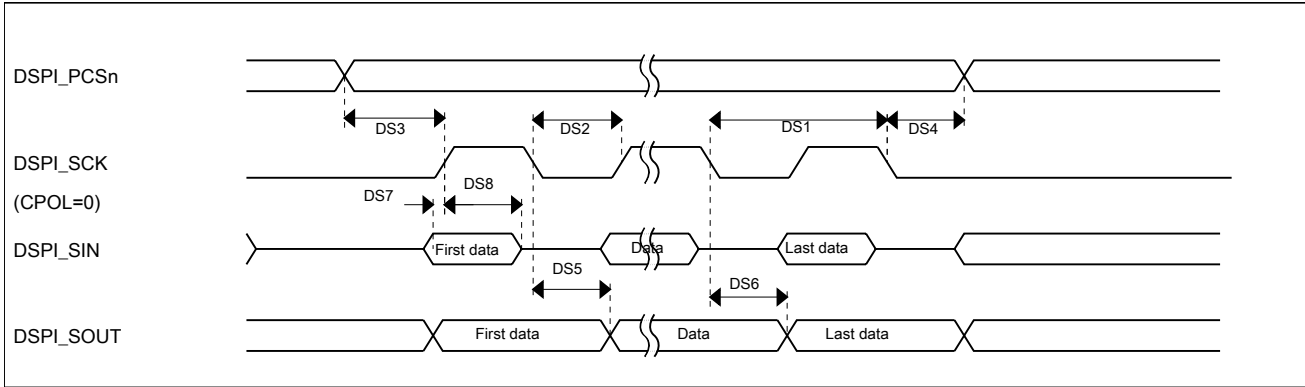 DSPI_PCSn
DS3
DS2
DS1
DS4
DSPI_SCK
(CPOL=0)
DS7
DS8
DSPI_SIN
First data
Data
Last data
DS5
DS6
DSPI_SOUT
First data
Data
Last data